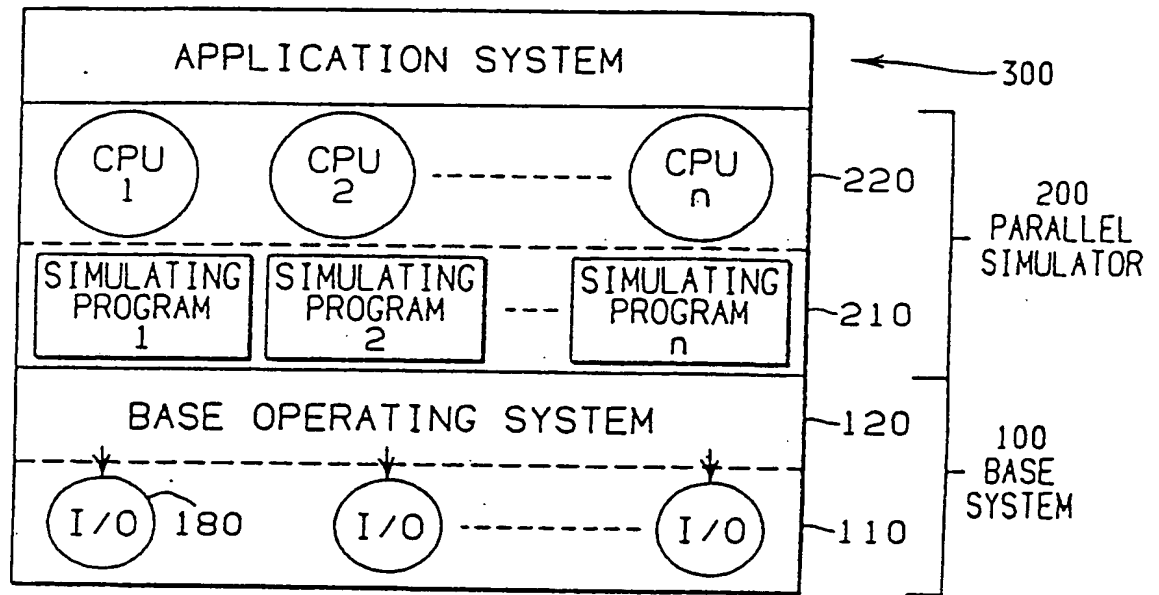 APPLICATION SYSTEM
300
CPU
1
CPU
2
CPU
n
220
200
PARALLEL
SIMULATOR
SIMULATING
PROGRAM
1
SIMULATING
PROGRAM
2
SIMULATING
PROGRAM
n
210
BASE OPERATING SYSTEM
120
100
BASE
SYSTEM
I/O
180
I/O
I/O
110